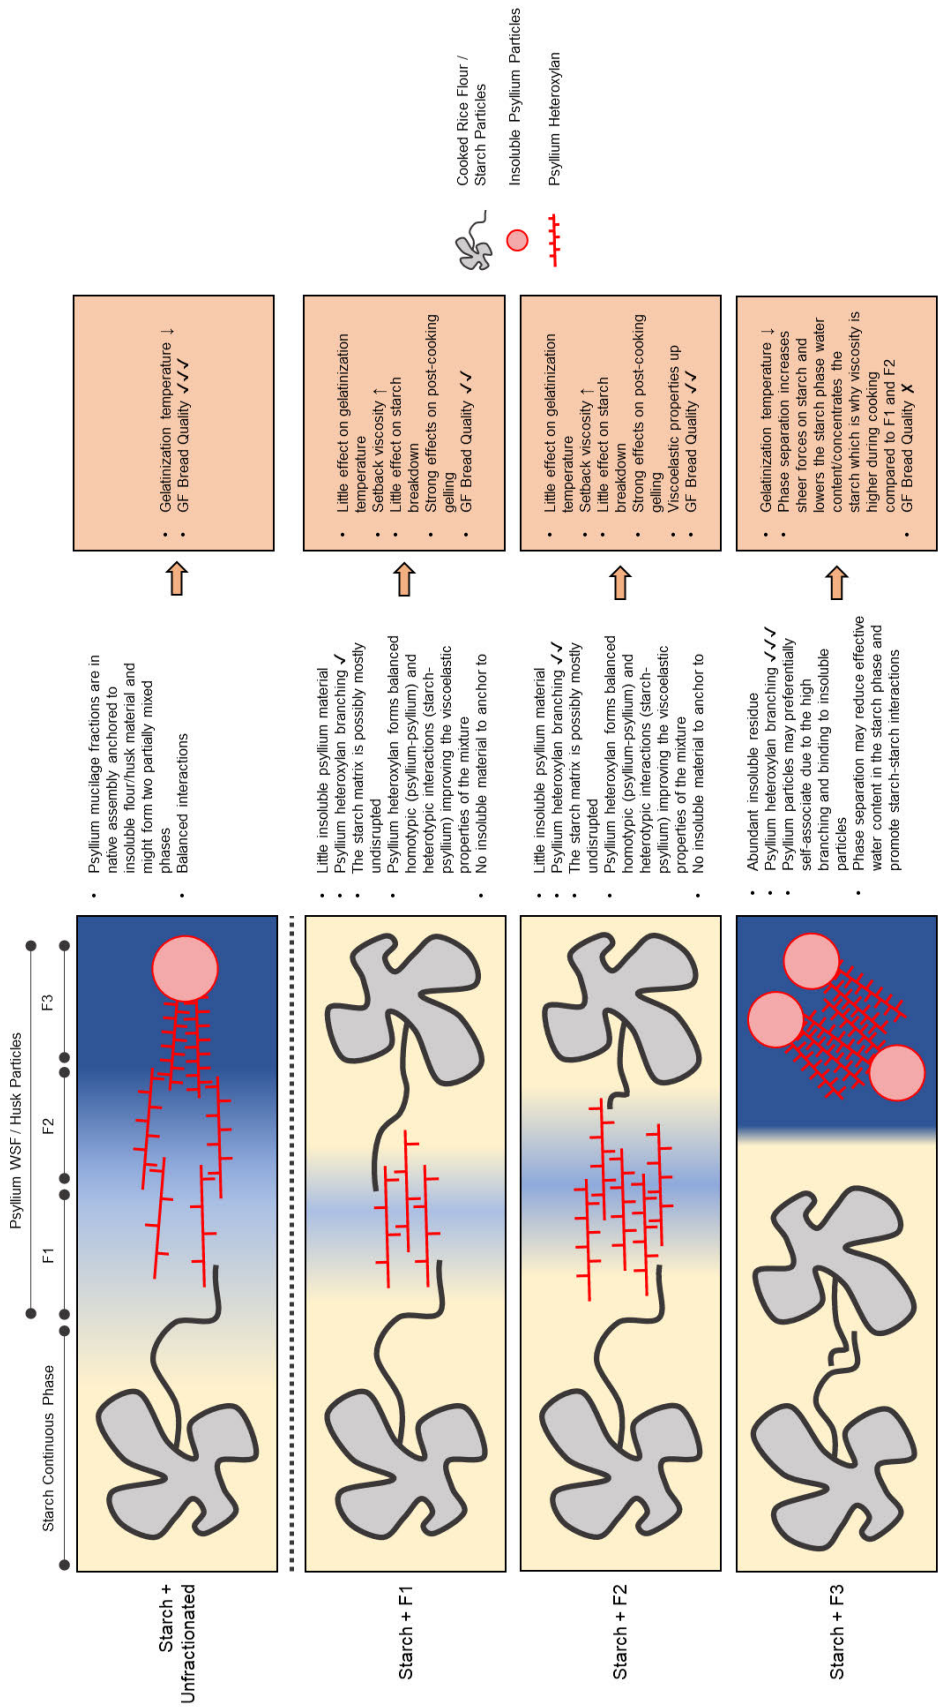 Psyllium WSF / Husk Particles
Starch Continuous Phase
F1
F2
F3
Starch +
Unfractionated
• Psyllium mucilage fractions are in
native assembly anchored to
insoluble flour/husk material and
might form two partially mixed
phases
• Balanced interactions
• Gelatinization temperature ↓
• GF Bread Quality ✓✓✓
Starch + F1
• Little insoluble psyllium material
• Psyllium heteroxylan branching ✓
• The starch matrix is possibly mostly
undisrupted
• Psyllium heteroxylan forms balanced
homotypic (psyllium-psyllium) and
heterotypic interactions (starch-
psyllium) improving the viscoelastic
properties of the mixture
• No insoluble material to anchor to
• Little effect on gelatinization
temperature
• Setback viscosity ↑
• Little effect on starch
breakdown
• Strong effects on post-cooking
gelling
• GF Bread Quality ✓✓
Starch + F2
• Little insoluble psyllium material
• Psyllium heteroxylan branching ✓✓
• The starch matrix is possibly mostly
undisrupted
• Psyllium heteroxylan forms balanced
homotypic (psyllium-psyllium) and
heterotypic interactions (starch-
psyllium) improving the viscoelastic
properties of the mixture
• No insoluble material to anchor to
• Little effect on gelatinization
temperature
• Setback viscosity ↑
• Little effect on starch
breakdown
• Strong effects on post-cooking
gelling
• Viscoelastic properties up
• GF Bread Quality ✓✓
Starch + F3
• Abundant insoluble residue
• Psyllium heteroxylan branching ✓✓✓
• Psyllium particles may preferentially
self-associate due to the high
branching and binding to insoluble
particles
• Phase separation may reduce effective
water content in the starch phase and
promote starch-starch interactions
• Gelatinization temperature ↓
• Phase separation increases
sheer forces on starch and
lowers the starch phase water
content/concentrates the
starch which is why viscosity is
higher during cooking
compared to F1 and F2
• GF Bread Quality ✗
Cooked Rice Flour /
Starch Particles
Insoluble Psyllium Particles
Psyllium Heteroxylan